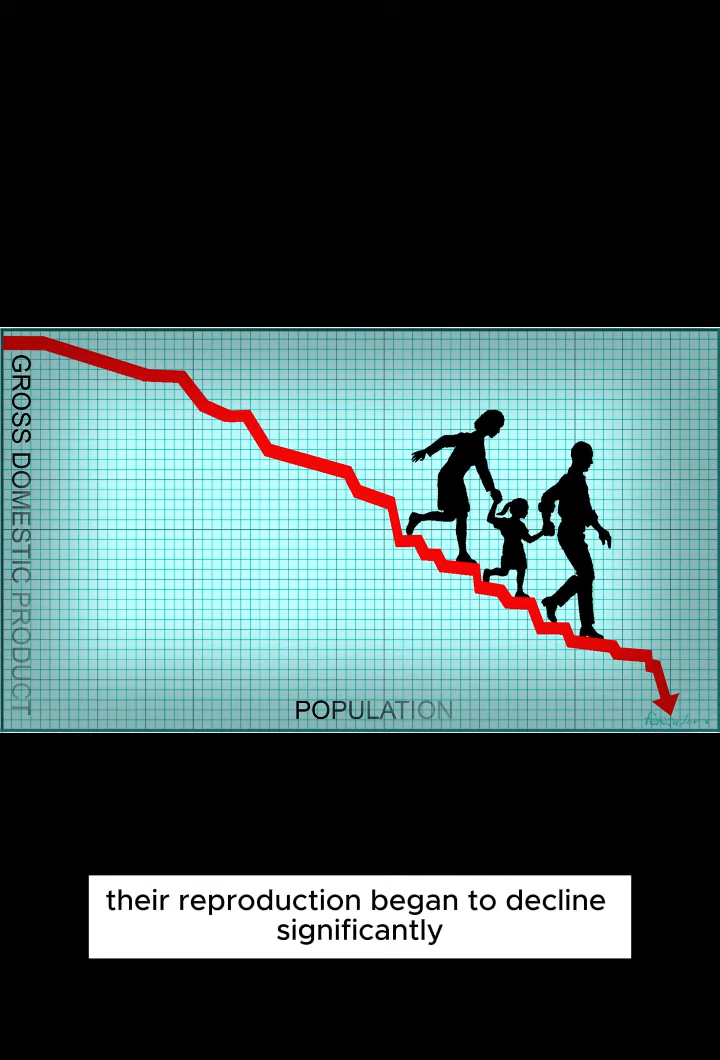 GROSS DOMESTIC PRODUCT
POPULATION
their reproduction began to decline
significantly